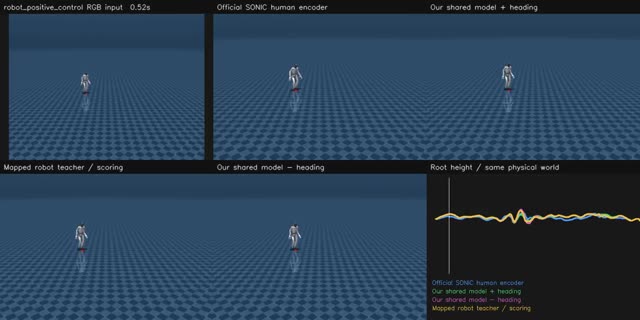 robot_positive_control RGB input 0.52s
Official SONIC human encoder
Our shared model + heading
Mapped robot teacher / scoring
Our shared model − heading
Root height / same physical world
Official SONIC human encoder
Our shared model + heading
Our shared model − heading
Mapped robot teacher / scoring